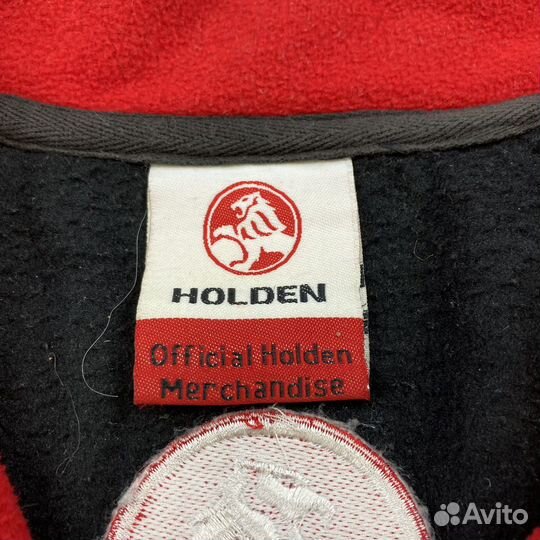 HOLDEN
Official Holden
Merchandise
Avito